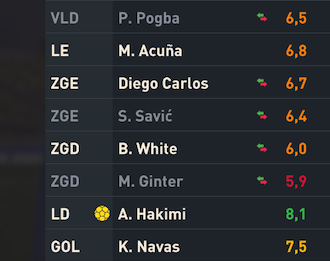 VLD P. Pogba 6,5
LE M. Acuña 6,8
ZGE Diego Carlos 6,7
ZGE S. Savić 6,4
ZGD B. White 6,0
ZGD M. Ginter 5,9
LD A. Hakimi 8,1
GOL K. Navas 7,5